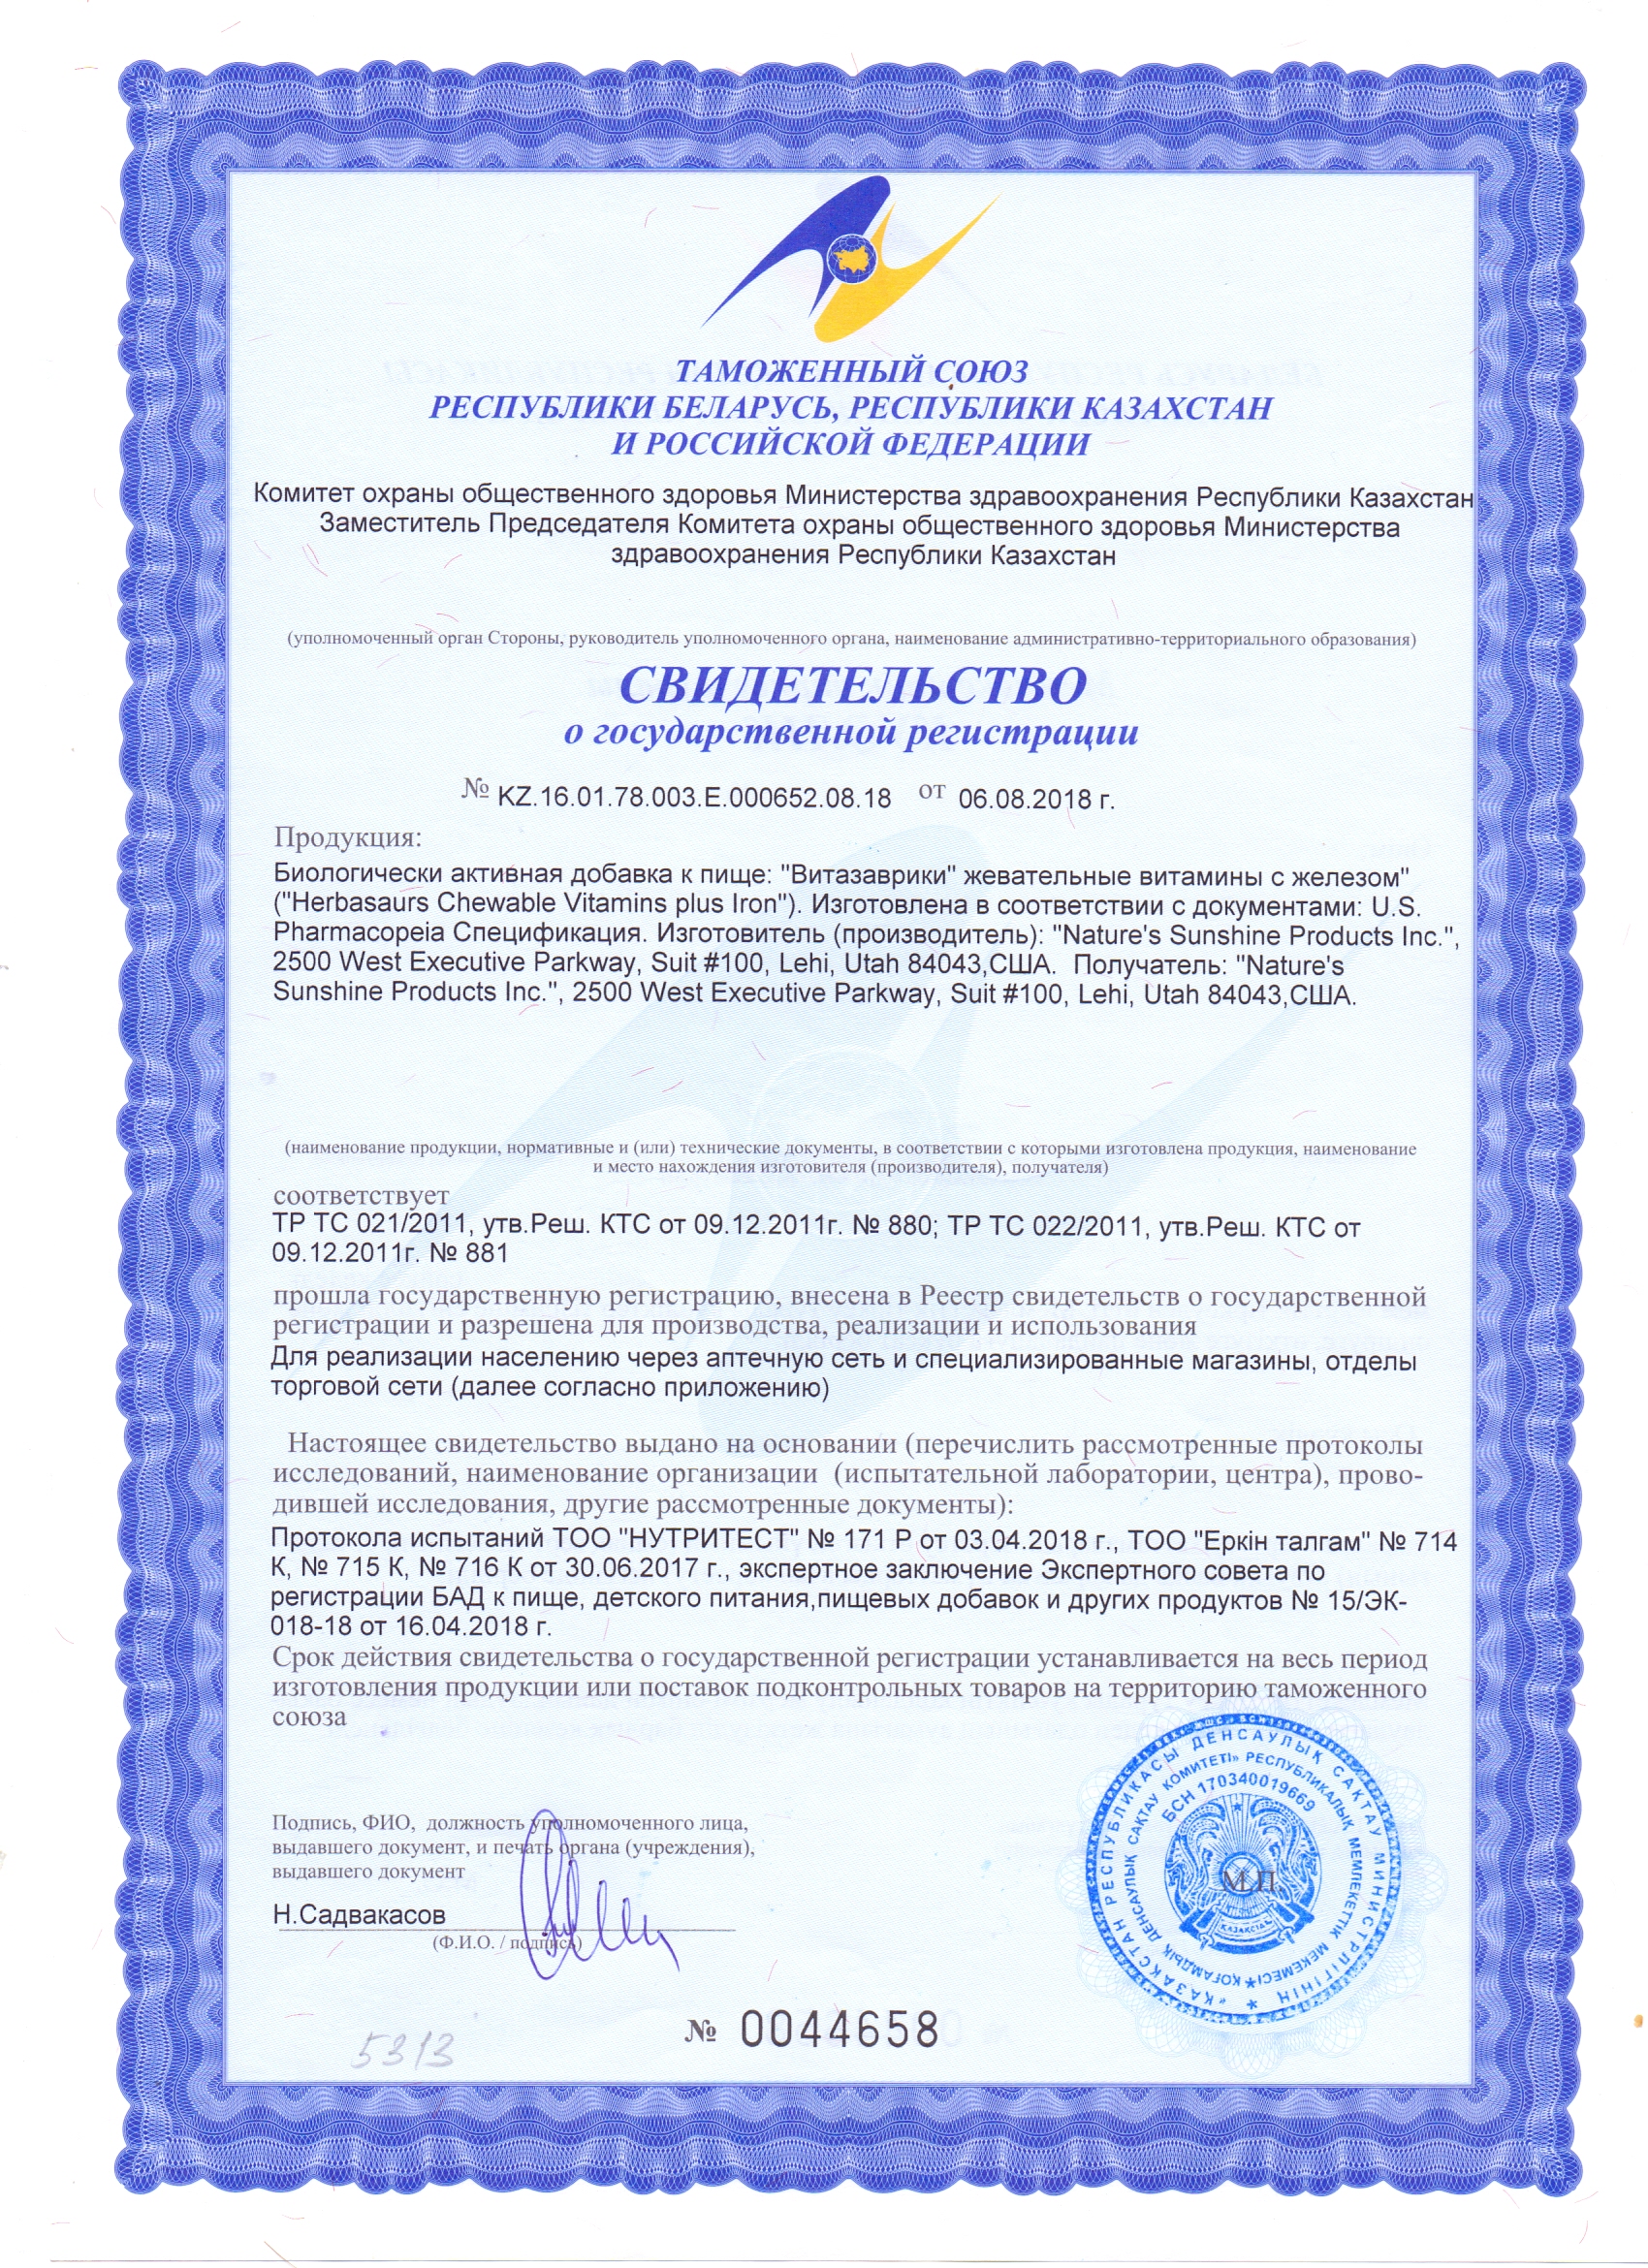 ТАМОЖЕННЫЙ СОЮЗ
РЕСПУБЛИКИ БЕЛАРУСЬ, РЕСПУБЛИКИ КАЗАХСТАН
И РОССИЙСКОЙ ФЕДЕРАЦИИ
Комитет охраны общественного здоровья Министерства здравоохранения Республики Казахстан
Заместитель Председателя Комитета охраны общественного здоровья Министерства
здравоохранения Республики Казахстан
(уполномоченный орган Стороны, руководитель уполномоченного органа, наименование административно-территориального образования)
СВИДЕТЕЛЬСТВО
о государственной регистрации
№ KZ.16.01.78.003.E.000652.08.18 от 06.08.2018 г.
Продукция:
Биологически активная добавка к пище: "Витазаврики" жевательные витамины с железом"
("Herbasaurs Chewable Vitamins plus Iron"). Изготовлена в соответствии с документами: U.S.
Pharmacopeia Спецификация. Изготовитель (производитель): "Nature's Sunshine Products Inc.",
2500 West Executive Parkway, Suit #100, Lehi, Utah 84043,США. Получатель: "Nature's
Sunshine Products Inc.", 2500 West Executive Parkway, Suit #100, Lehi, Utah 84043,США.
(наименование продукции, нормативные и (или) технические документы, в соответствии с которыми изготовлена продукция, наименование
и место нахождения изготовителя (производителя), получателя)
соответствует
ТР ТС 021/2011, утв.Реш. КТС от 09.12.2011г. № 880; ТР ТС 022/2011, утв.Реш. КТС от
09.12.2011г. № 881
прошла государственную регистрацию, внесена в Реестр свидетельств о государственной
регистрации и разрешена для производства, реализации и использования
Для реализации населению через аптечную сеть и специализированные магазины, отделы
торговой сети (далее согласно приложению)
Настоящее свидетельство выдано на основании (перечислить рассмотренные протоколы
исследований, наименование организации (испытательной лаборатории, центра), прово-
дившей исследования, другие рассмотренные документы):
Протокола испытаний ТОО "НУТРИТЕСТ" № 171 Р от 03.04.2018 г., ТОО "Еркін талгам" № 714
К, № 715 К, № 716 К от 30.06.2017 г., экспертное заключение Экспертного совета по
регистрации БАД к пище, детского питания,пищевых добавок и других продуктов № 15/ЭК-
018-18 от 16.04.2018 г.
Срок действия свидетельства о государственной регистрации устанавливается на весь период
изготовления продукции или поставок подконтрольных товаров на территорию таможенного
союза
Подпись, ФИО, должность уполномоченного лица,
выдавшего документ, и печать органа (учреждения),
выдавшего документ
Н.Садвакасов
(Ф.И.О. / подпись)
«ҚАЗАҚСТАН РЕСПУБЛИКАСЫ ДЕНСАУЛЫҚ САҚТАУ МИНИСТРЛІГІНІҢ
ҚОҒАМДЫҚ ДЕНСАУЛЫҚ САҚТАУ КОМИТЕТІ» РЕСПУБЛИКАЛЫҚ МЕМЛЕКЕТТІК МЕКЕМЕСІ
БСН 170340019669
М.П
№ 0044658
5313